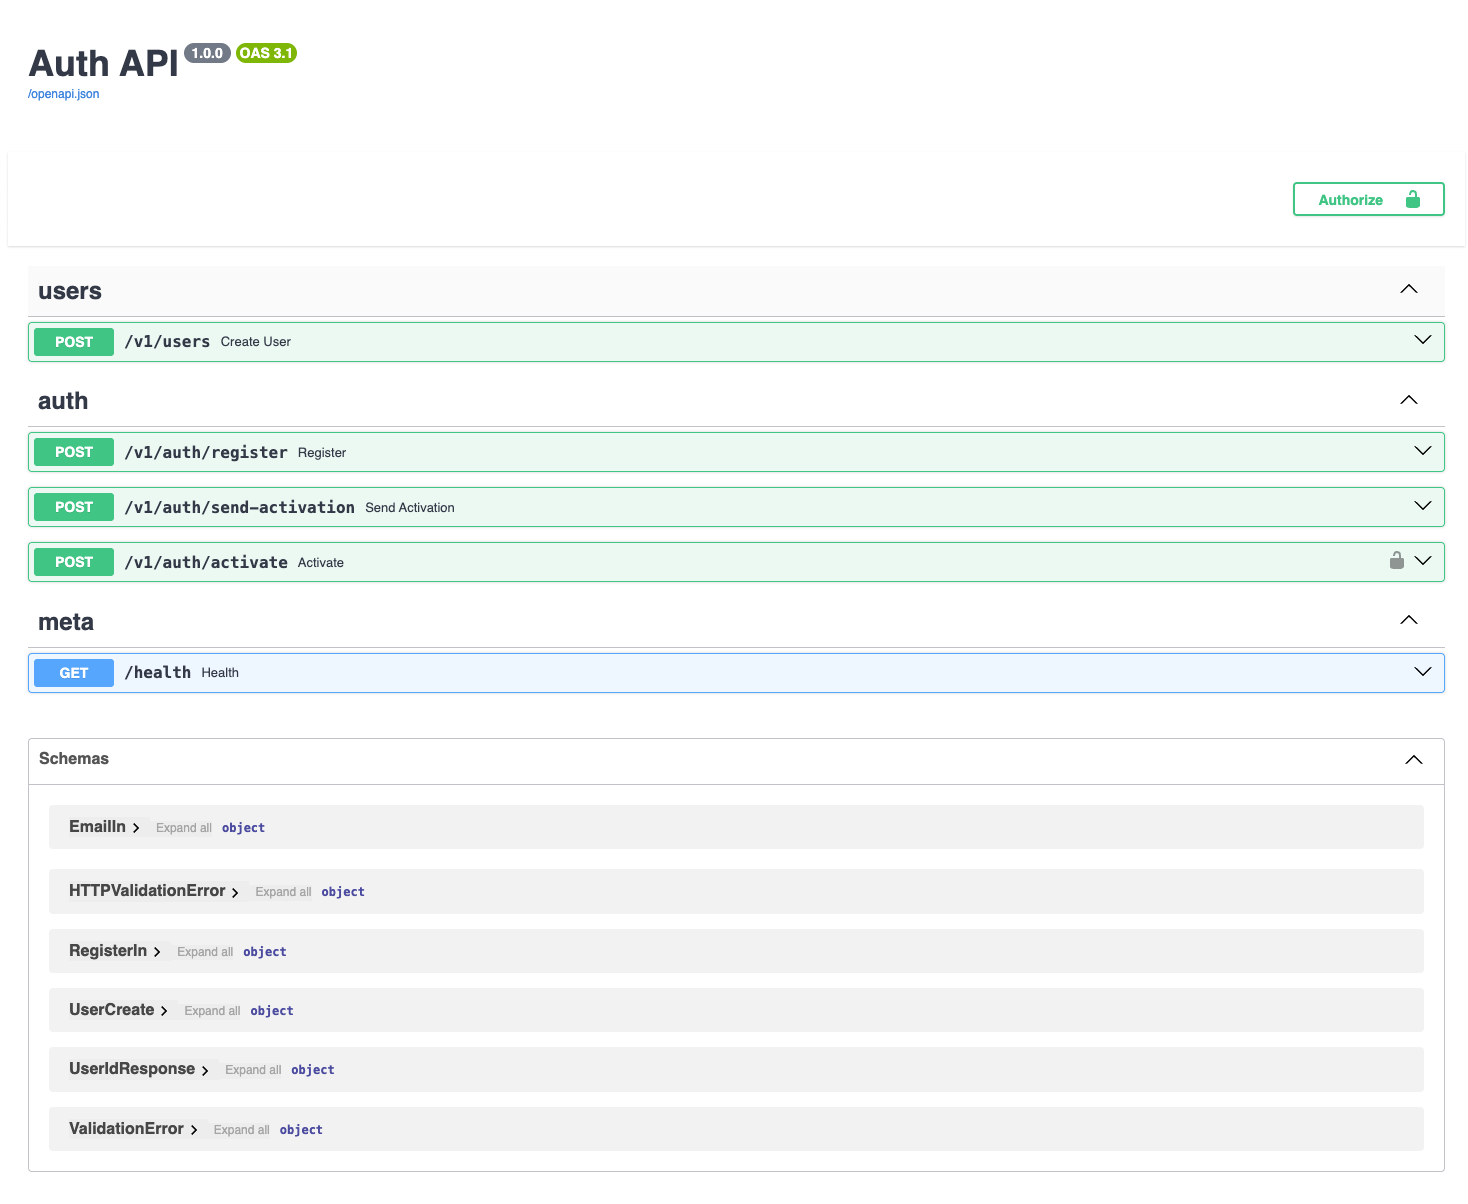 Auth API 1.0.0 OAS 3.1
/openapi.json
Authorize
users
POST /v1/users Create User
auth
POST /v1/auth/register Register
POST /v1/auth/send-activation Send Activation
POST /v1/auth/activate Activate
meta
GET /health Health
Schemas
EmailIn Expand all object
HTTPValidationError Expand all object
RegisterIn Expand all object
UserCreate Expand all object
UserIdResponse Expand all object
ValidationError Expand all object